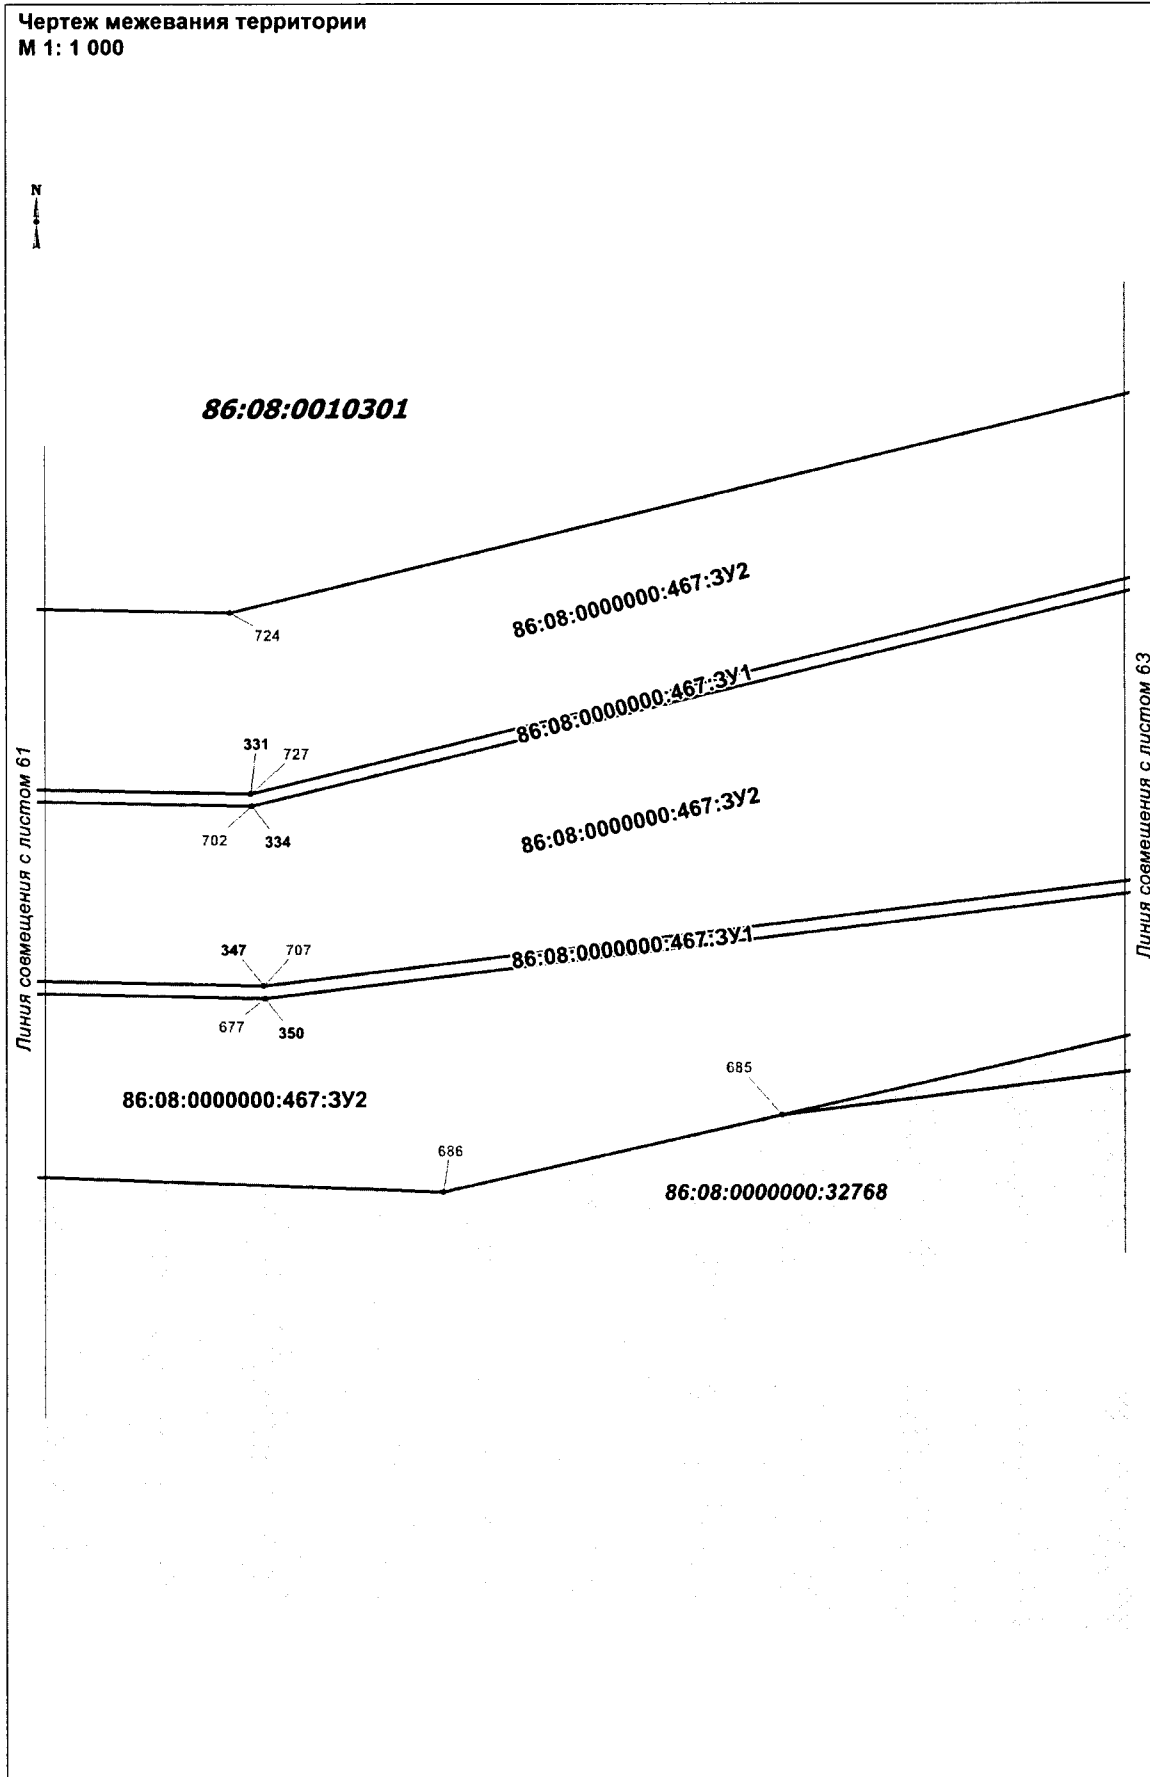 Чертеж межевания территории
М 1: 1 000
N
86:08:0010301
86:08:0000000:467:ЗУ2
724
86:08:0000000:467:ЗУ1
331
727
Линия совмещения с листом 61
Линия совмещения с листом 63
702
334
86:08:0000000:467:ЗУ2
347
707
86:08:0000000:467:ЗУ1
677
350
685
86:08:0000000:467:ЗУ2
686
86:08:0000000:32768